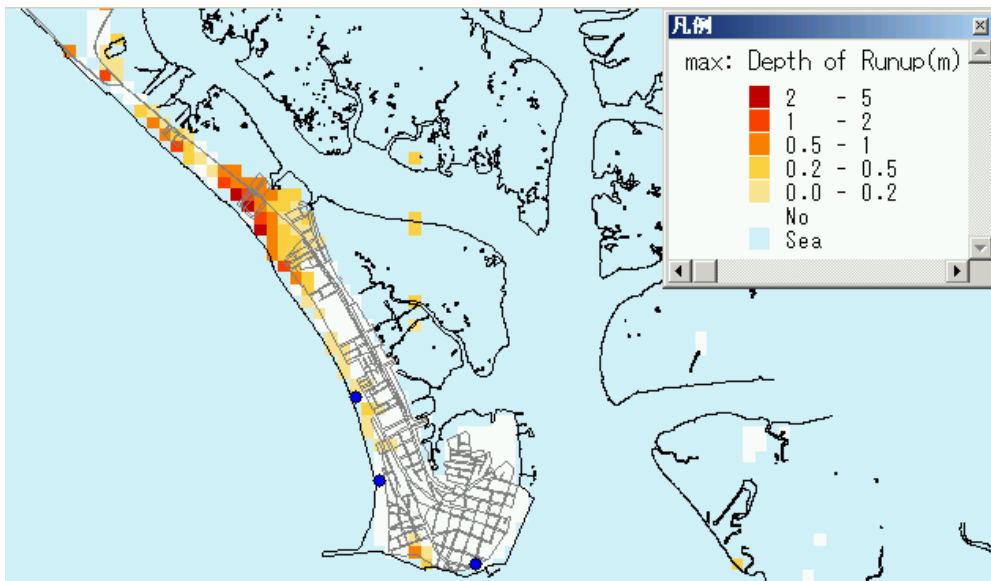 凡例
max: Depth of Runup(m)
2 - 5
1 - 2
0.5 - 1
0.2 - 0.5
0.0 - 0.2
No
Sea